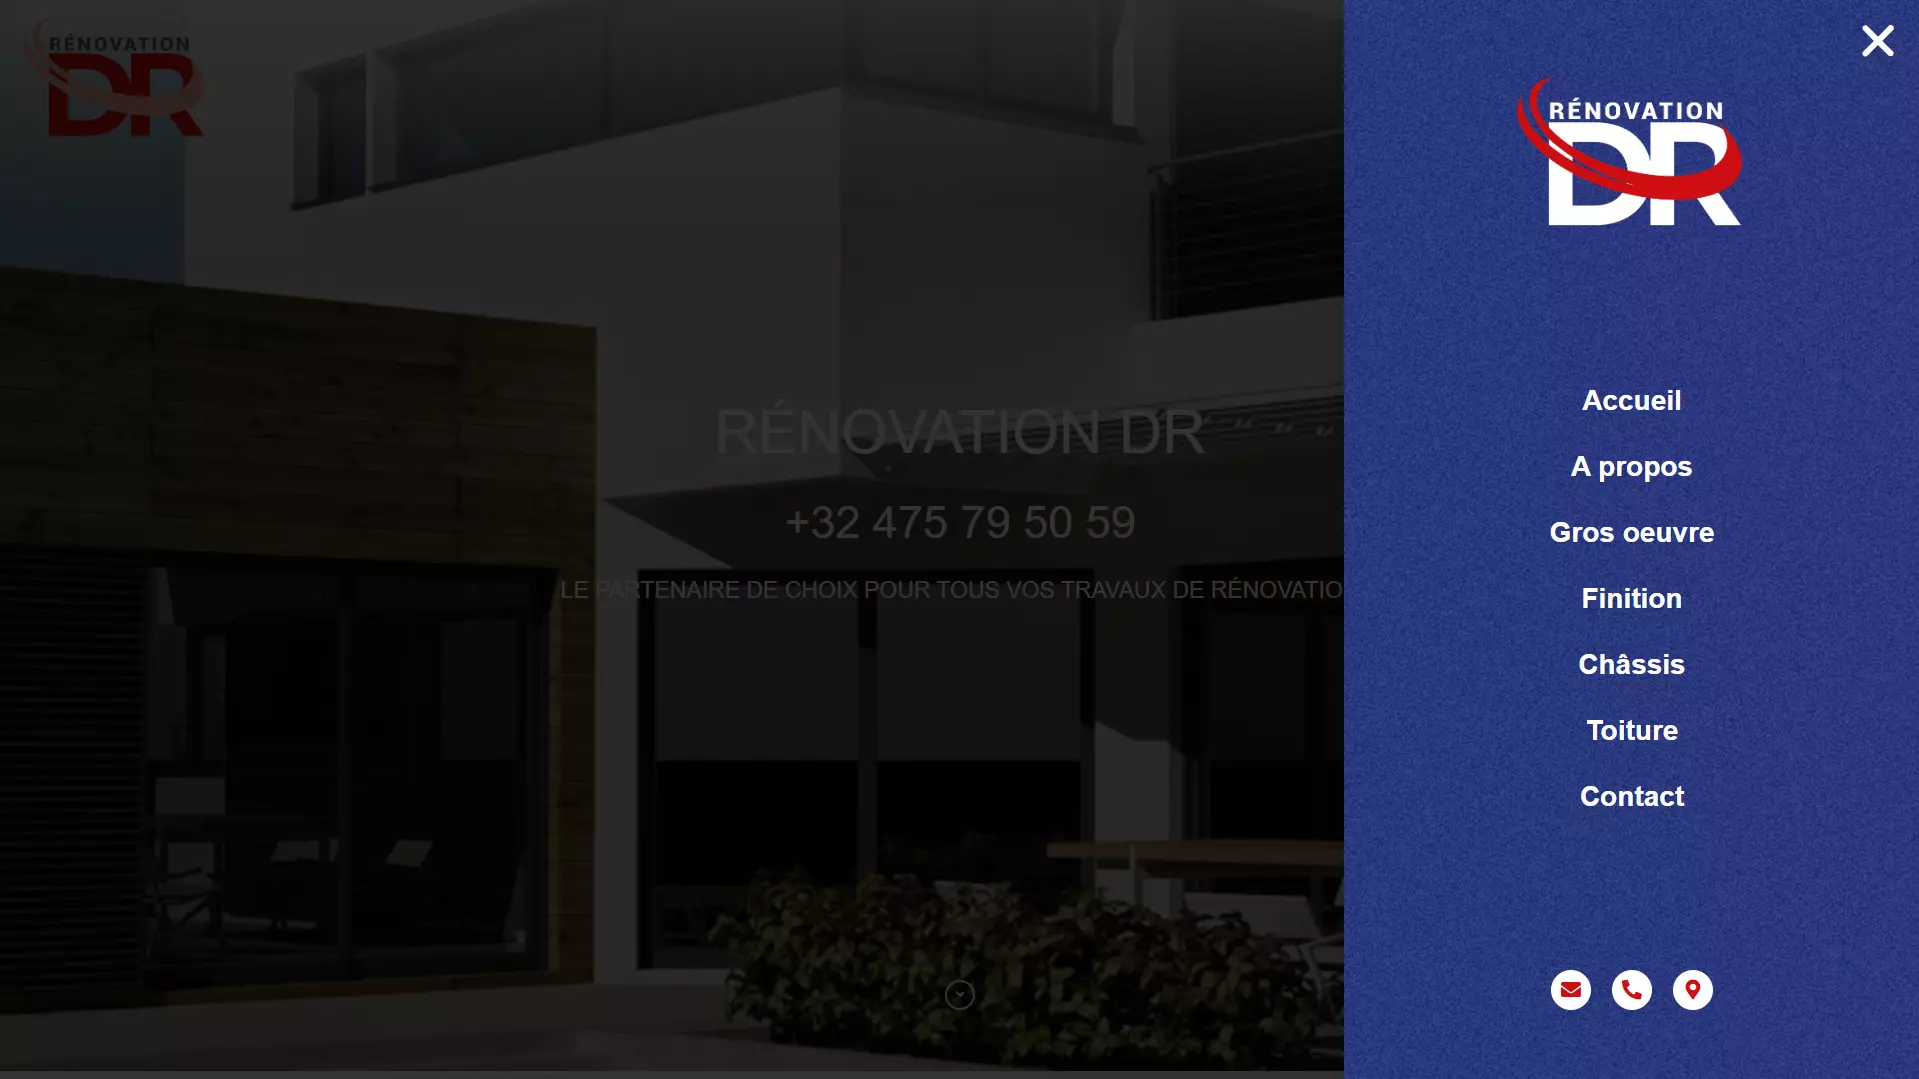 RÉNOVATION
DR
RÉNOVATION DR
+32 475 79 50 59
LE PARTENAIRE DE CHOIX POUR TOUS VOS TRAVAUX DE RÉNOVATIO
RÉNOVATION
DR
Accueil
A propos
Gros oeuvre
Finition
Châssis
Toiture
Contact